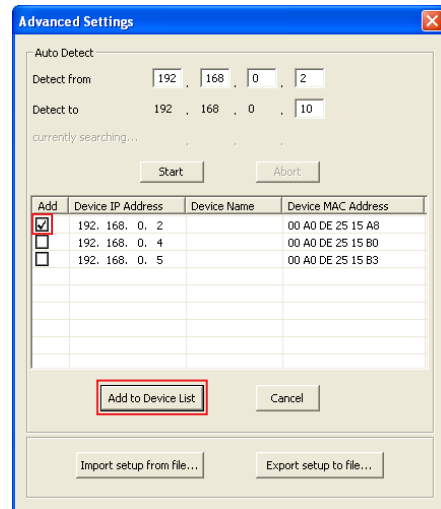 Advanced Settings
Auto Detect
Detect from 192 . 168 . 0 . 2
Detect to 192 . 168 . 0 . 10
currently searching... . . .
Start Abort
Add Device IP Address Device Name Device MAC Address
192. 168. 0. 2 00 A0 DE 25 15 A8
192. 168. 0. 4 00 A0 DE 25 15 B0
192. 168. 0. 5 00 A0 DE 25 15 B3
Add to Device List Cancel
Import setup from file... Export setup to file...